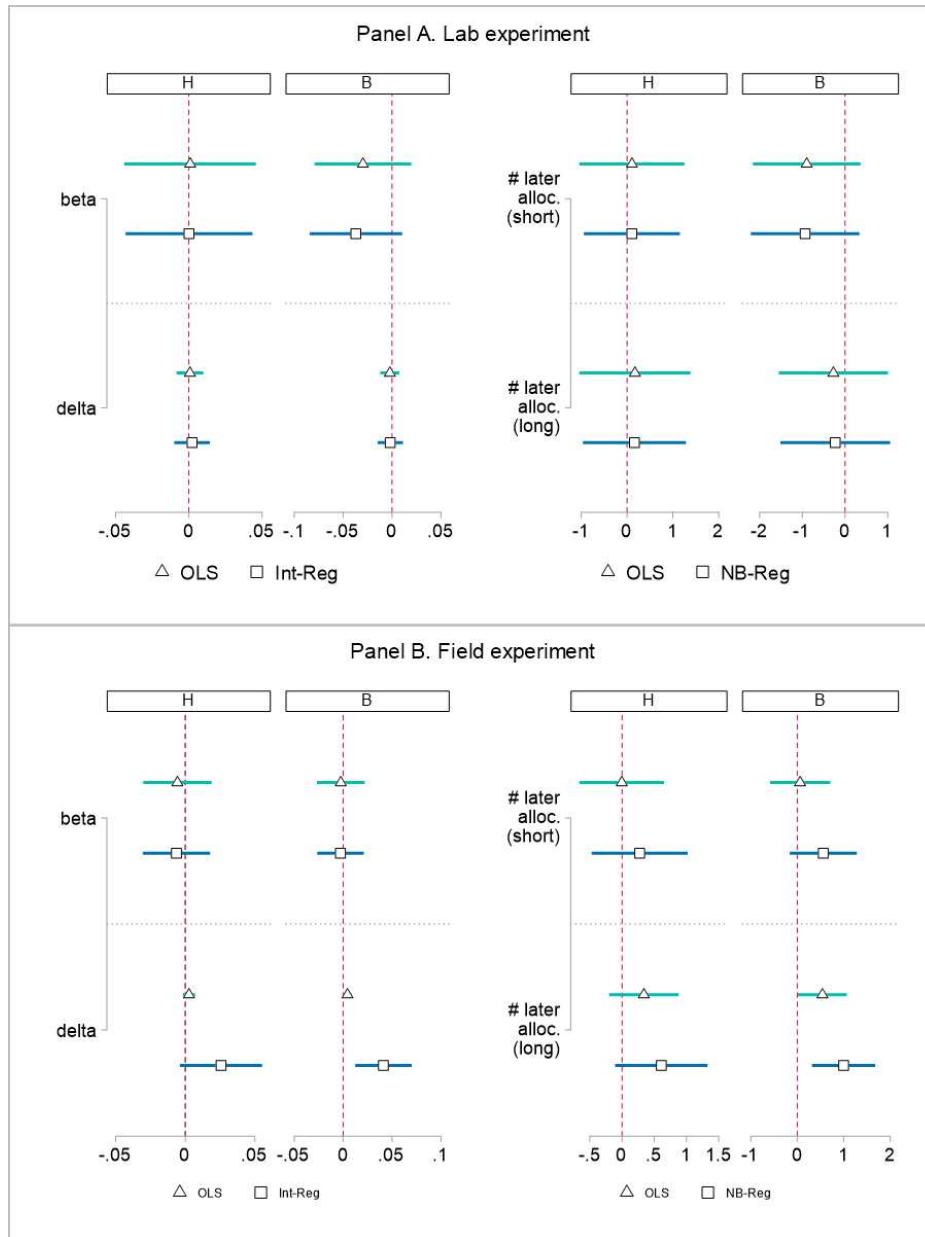 Panel A. Lab experiment
H B H B
beta
delta
-.05 0 .05 -.1 -.05 0 .05
△ OLS □ Int-Reg
# later
alloc.
(short)
# later
alloc.
(long)
-1 0 1 2 -2 -1 0 1
△ OLS □ NB-Reg
Panel B. Field experiment
H B H B
beta
delta
-.05 0 .05 -.05 0 .05 .1
△ OLS □ Int-Reg
# later
alloc.
(short)
# later
alloc.
(long)
-.5 0 .5 1 1.5 -1 0 1 2
△ OLS □ NB-Reg